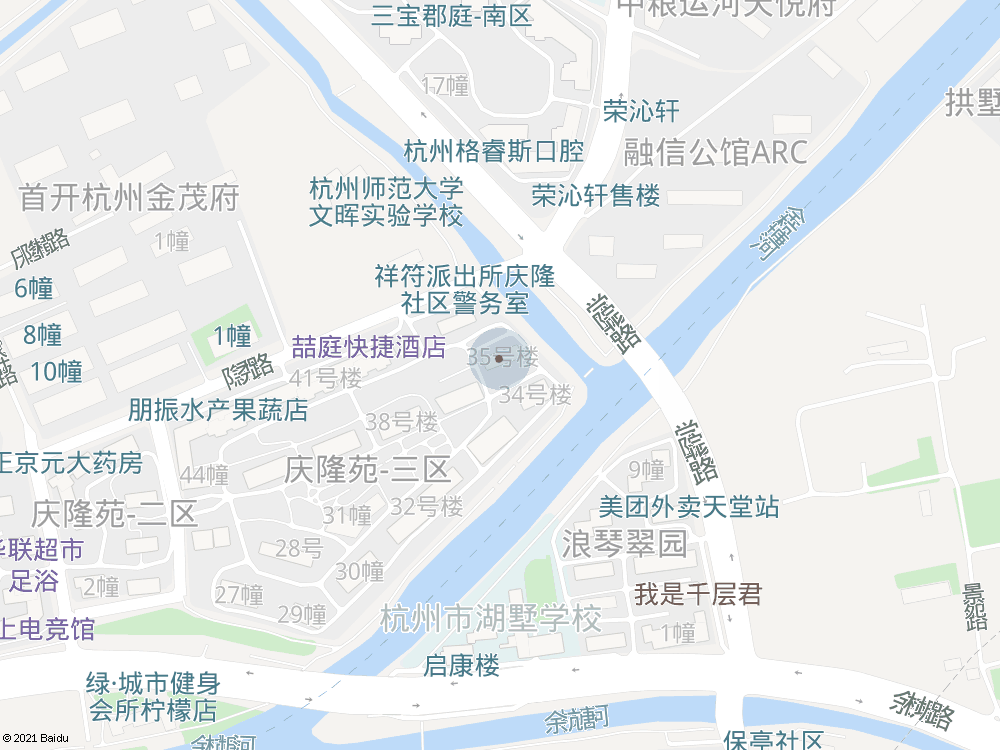 三宝郡庭-南区
中粮运河天悦府
17幢
荣沁轩
拱墅
杭州格睿斯口腔
融信公馆ARC
杭州师范大学
文晖实验学校
荣沁轩售楼
首开杭州金茂府
1幢
6幢
祥符派出所庆隆
社区警务室
8幢
1幢
喆庭快捷酒店
35号楼
10幢
41号楼
34号楼
朋振水产果蔬店
38号楼
正京元大药房
44幢
庆隆苑-三区
9幢
32号楼
美团外卖天堂站
庆隆苑-二区
31幢
浪琴翠园
华联超市
足浴
28号
30幢
2幢
27幢
我是千层君
29幢
杭州市湖墅学校
1幢
上电竞馆
启康楼
绿·城市健身
会所柠檬店
保亭社区
© 2021 Baidu